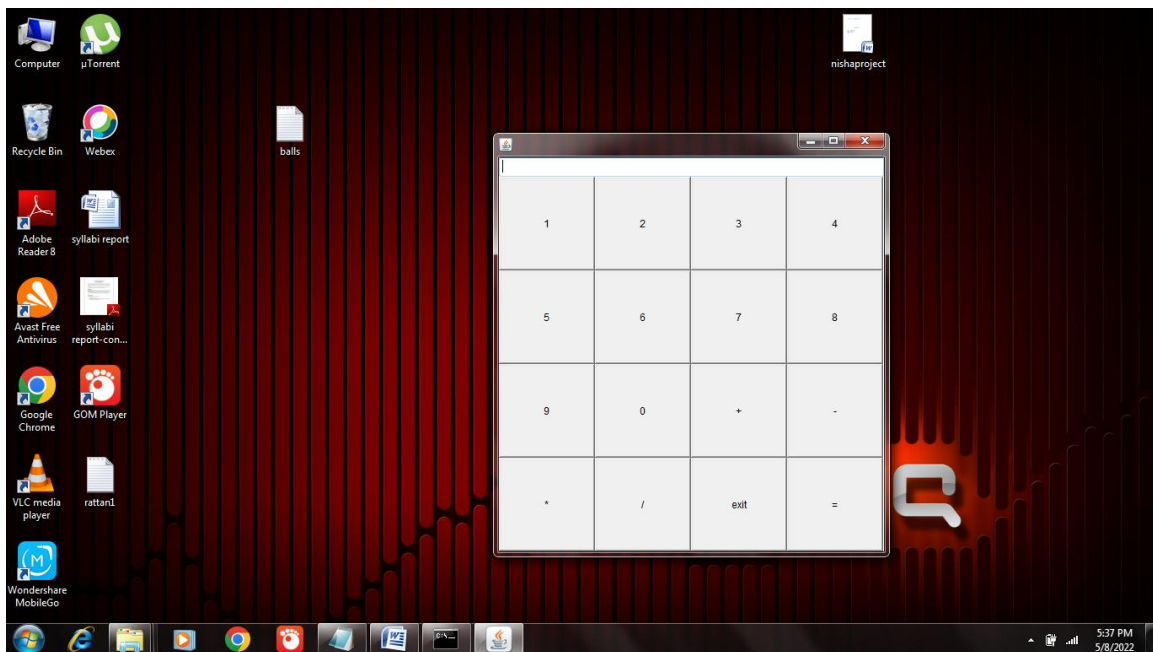 Computer
µTorrent
nishaproject
Recycle Bin
Webex
balls
Adobe
Reader 8
syllabi report
Avast Free
Antivirus
syllabi
report-con...
Google
Chrome
GOM Player
VLC media
player
rattan1
Wondershare
MobileGo
1 2 3 4
5 6 7 8
9 0 + -
* / exit =
5:37 PM
5/8/2022